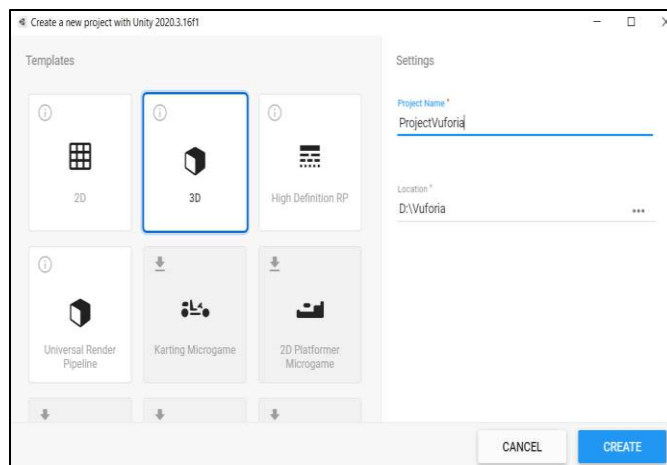 Create a new project with Unity 2020.3.16f1
Templates
2D
3D
High Definition RP
Universal Render
Pipeline
Karting Microgame
2D Platformer
Microgame
Settings
Project Name *
ProjectVuforia
Location *
D:\Vuforia
CANCEL
CREATE